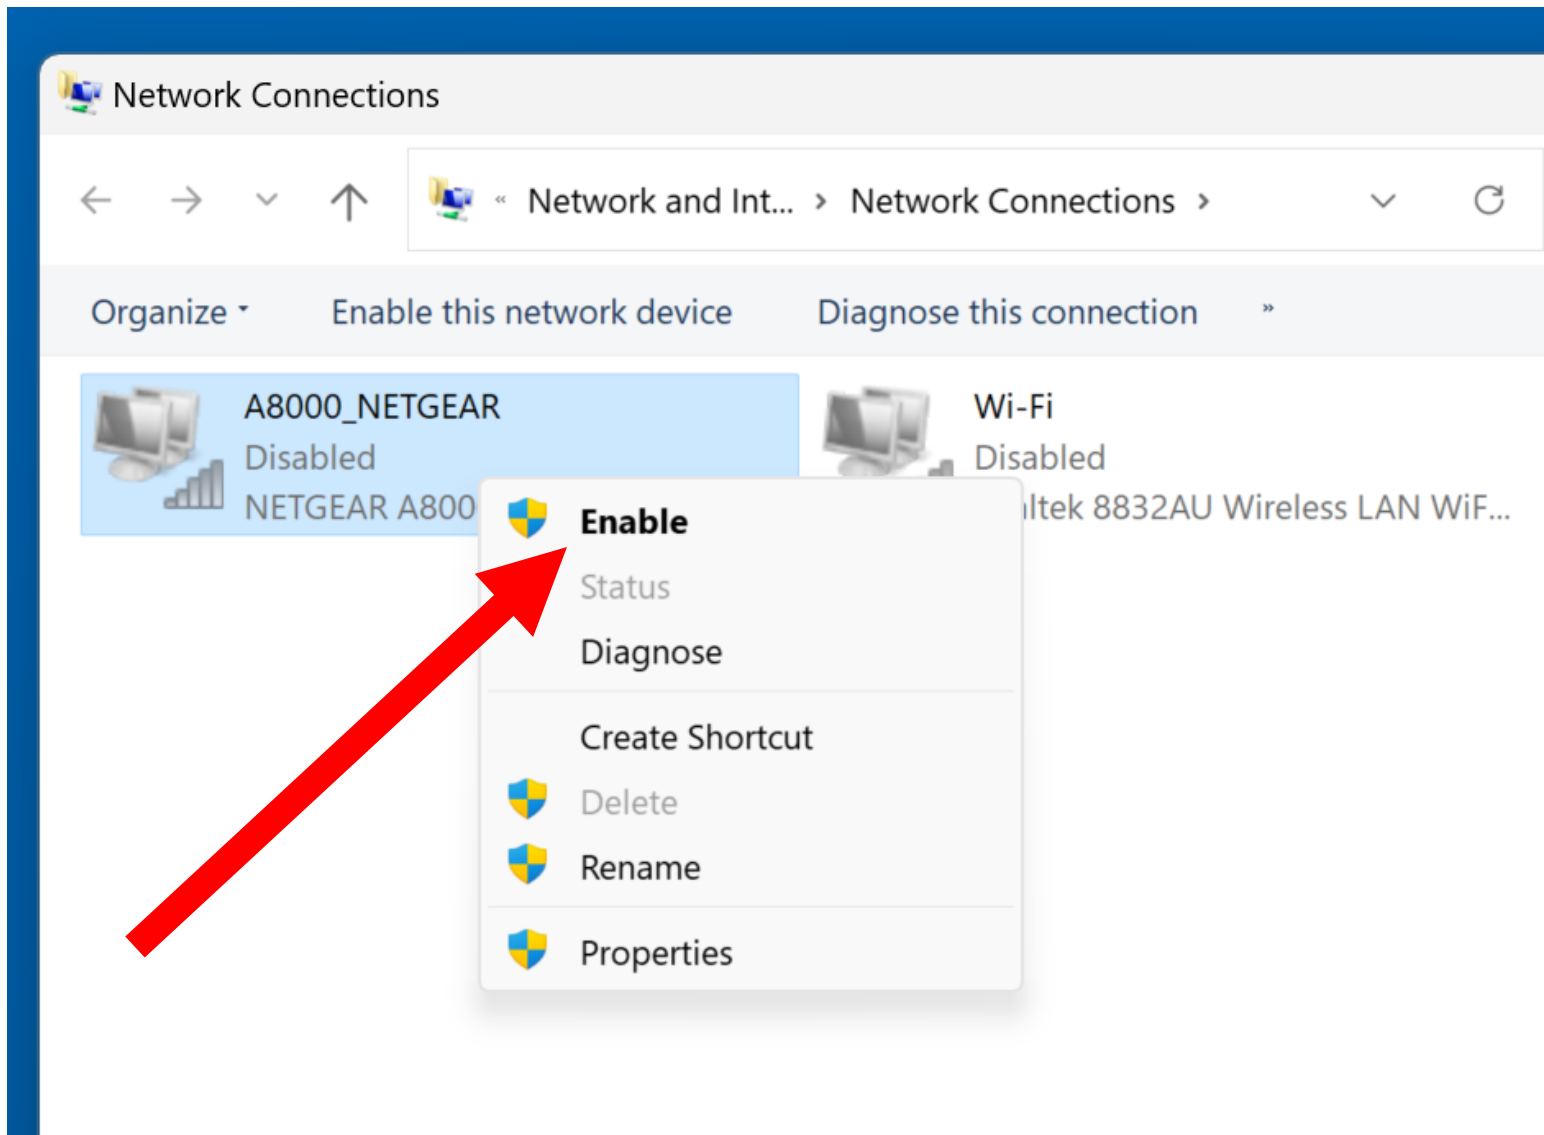 Network Connections
« Network and Int... > Network Connections >
Organize Enable this network device Diagnose this connection »
A8000_NETGEAR
Disabled
NETGEAR A800
Wi-Fi
Disabled
ltek 8832AU Wireless LAN WiF...
Enable
Status
Diagnose
Create Shortcut
Delete
Rename
Properties